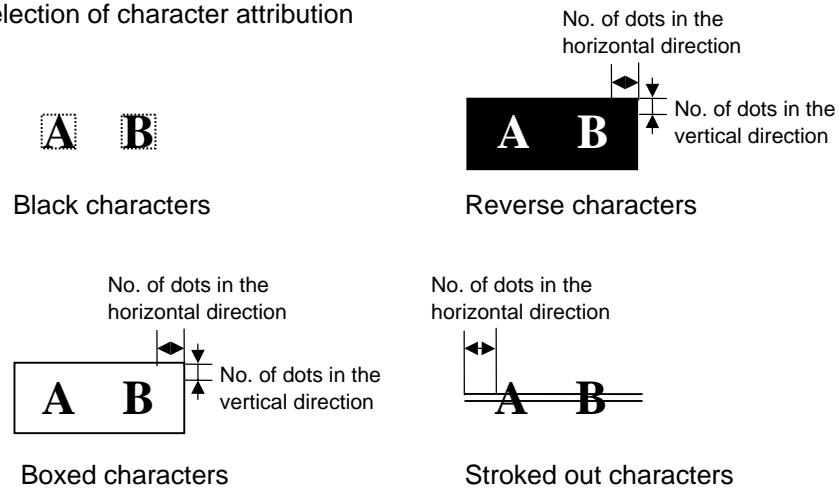 election of character attribution
No. of dots in the
horizontal direction
No. of dots in the
vertical direction
A B
A B
Black characters
Reverse characters
No. of dots in the
horizontal direction
No. of dots in the
horizontal direction
No. of dots in the
vertical direction
A B
A B
Boxed characters
Stroked out characters